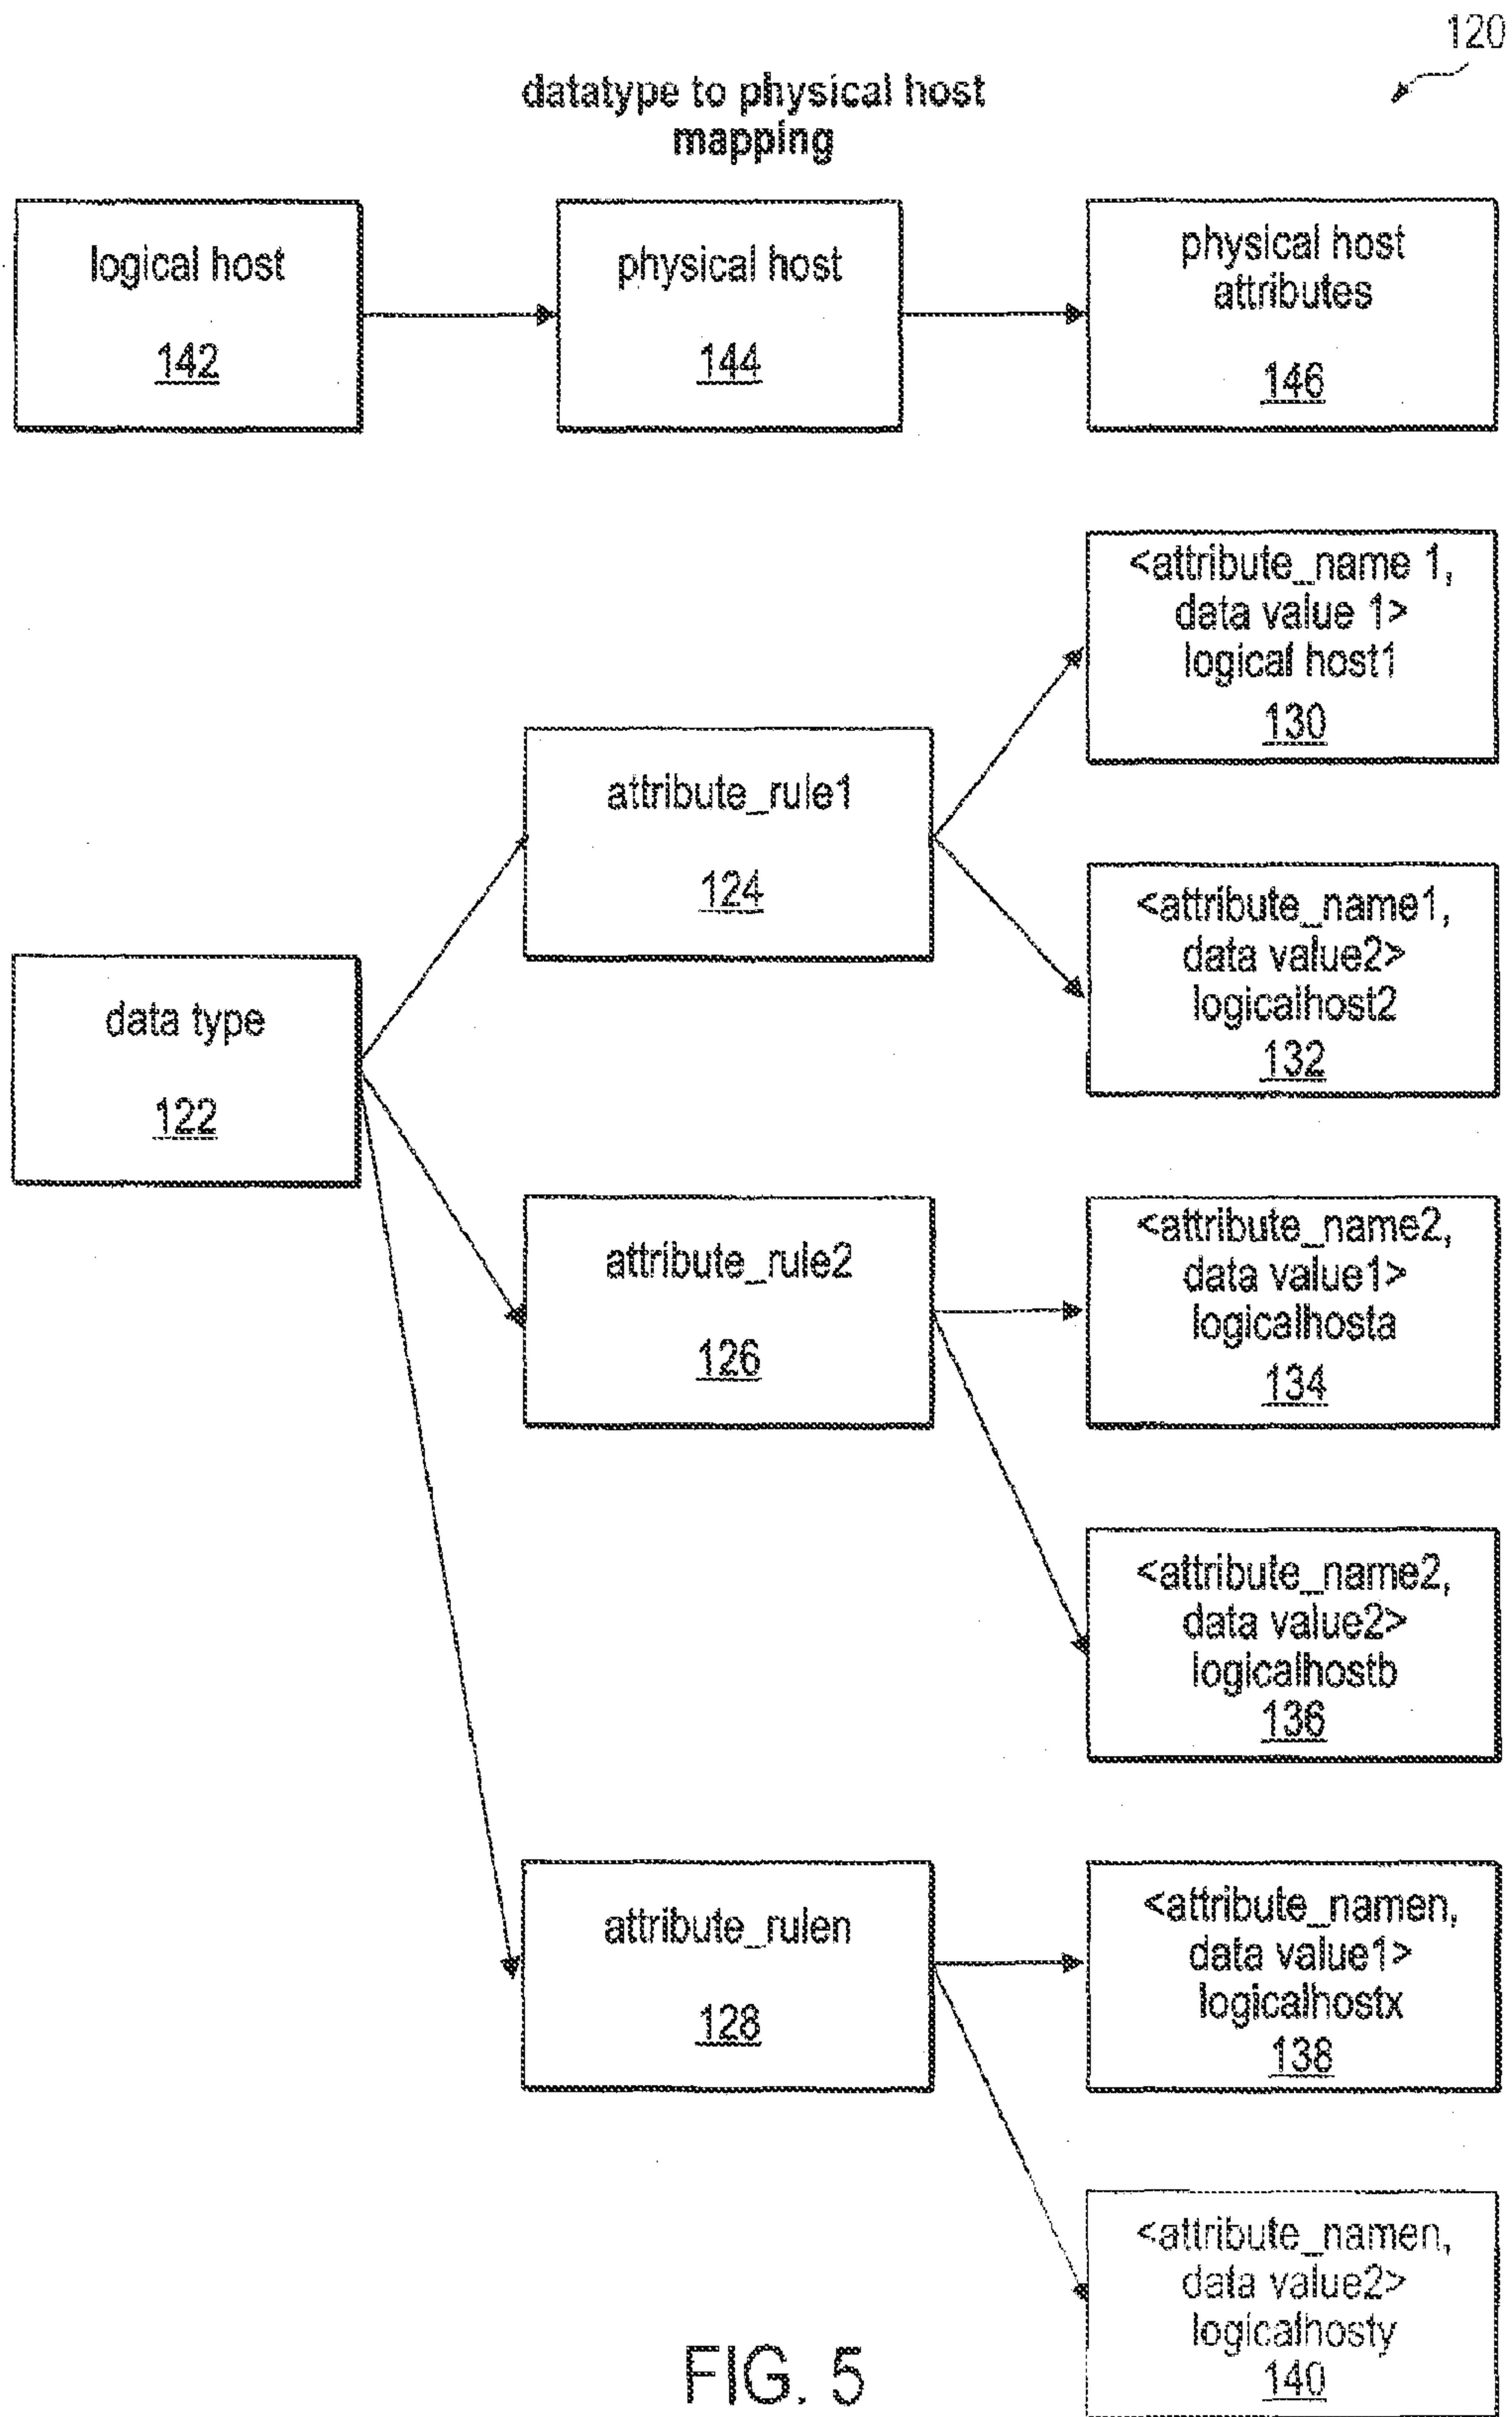 120
datatype to physical host
mapping
logical host
142
physical host
144
physical host
attributes
146
<attribute_name 1,
data value 1>
logical host1
130
attribute_rule1
124
<attribute_name1,
data value2>
logicalhost2
132
data type
122
attribute_rule2
126
<attribute_name2,
data value1>
logicalhosta
134
<attribute_name2,
data value2>
logicalhostb
136
attribute_rulen
128
<attribute_namen,
data value1>
logicalhostx
138
<attribute_namen,
data value2>
logicalhosty
140
FIG. 5